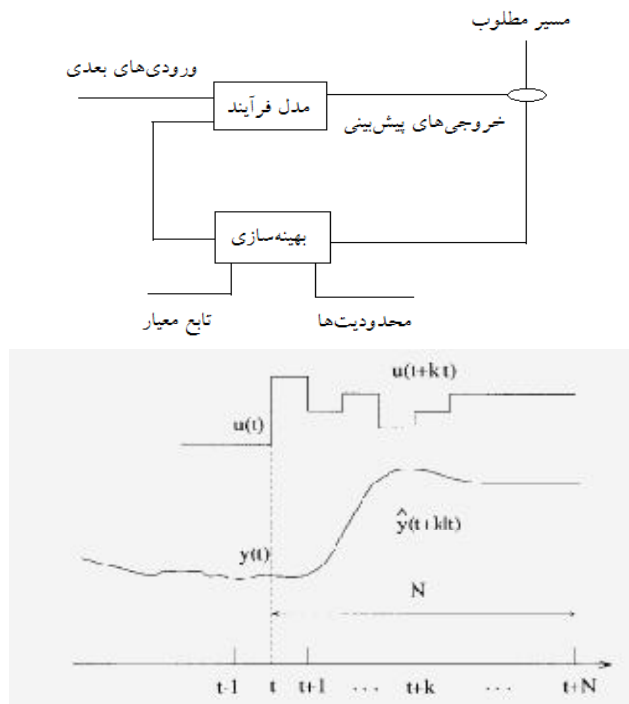 مسیر مطلوب
ورودی‌های بعدی
مدل فرآیند
خروجی‌های پیش‌بینی
بهینه‌سازی
تابع معیار
محدودیت‌ها
u(t+k t)
u(t)
ŷ(t+k|t)
y(t)
N
t-1 t t+1 ... t+k ... t+N